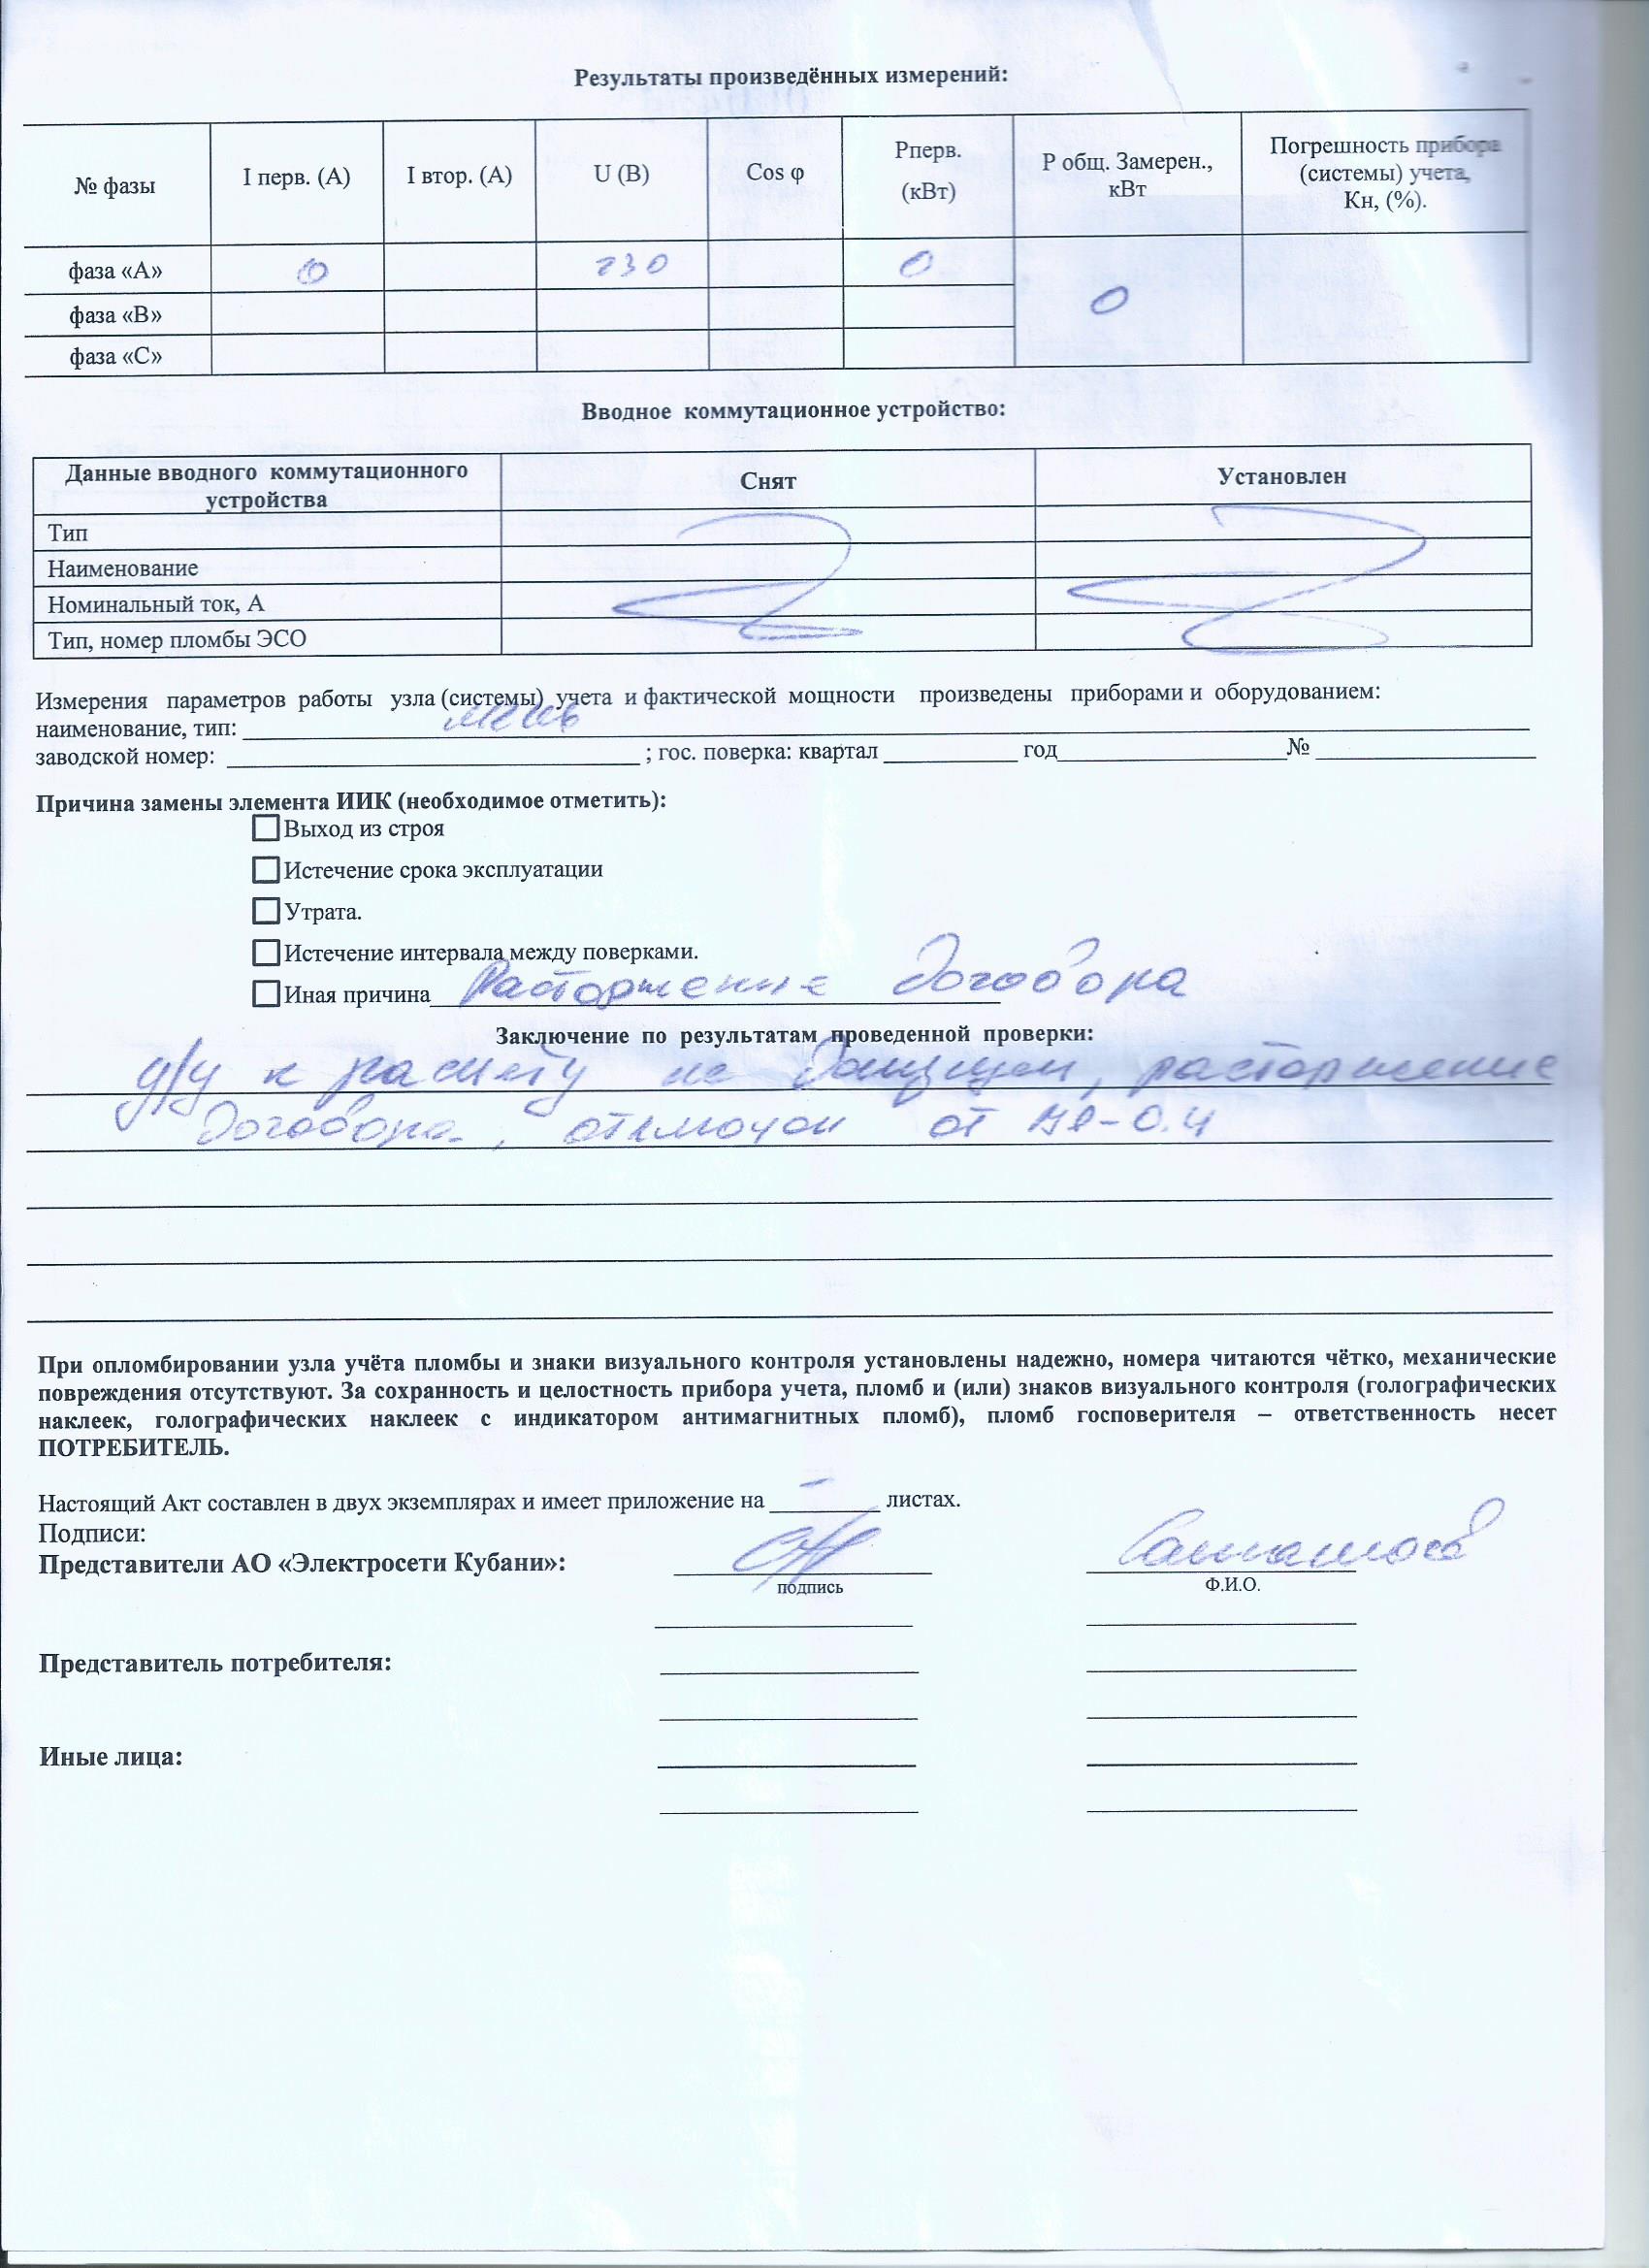 Результаты произведённых измерений:
№ фазы I перв. (А) I втор. (А) U (В) Cos φ Рперв. (кВт) Р общ. Замерен., кВт Погрешность прибора (системы) учета, Кн, (%).
фаза «А» 0 230 0 0
фаза «В»
фаза «С»
Вводное коммутационное устройство:
Данные вводного коммутационного устройства Снят Установлен
Тип
Наименование
Номинальный ток, А
Тип, номер пломбы ЭСО
Измерения параметров работы узла (системы) учета и фактической мощности произведены приборами и оборудованием:
наименование, тип:
заводской номер: ; гос. поверка: квартал год №
Причина замены элемента ИИК (необходимое отметить):
Выход из строя
Истечение срока эксплуатации
Утрата.
Истечение интервала между поверками.
Иная причина Расторжение договора
Заключение по результатам проведенной проверки:
у/у к расчету не допущен, расторжение
договора, отключен от ВЛ-0.4
При опломбировании узла учёта пломбы и знаки визуального контроля установлены надежно, номера читаются чётко, механические
повреждения отсутствуют. За сохранность и целостность прибора учета, пломб и (или) знаков визуального контроля (голографических
наклеек, голографических наклеек с индикатором антимагнитных пломб), пломб госповерителя – ответственность несет
ПОТРЕБИТЕЛЬ.
Настоящий Акт составлен в двух экземплярах и имеет приложение на - листах.
Подписи:
Представители АО «Электросети Кубани»:
подпись Ф.И.О.
Представитель потребителя:
Иные лица: